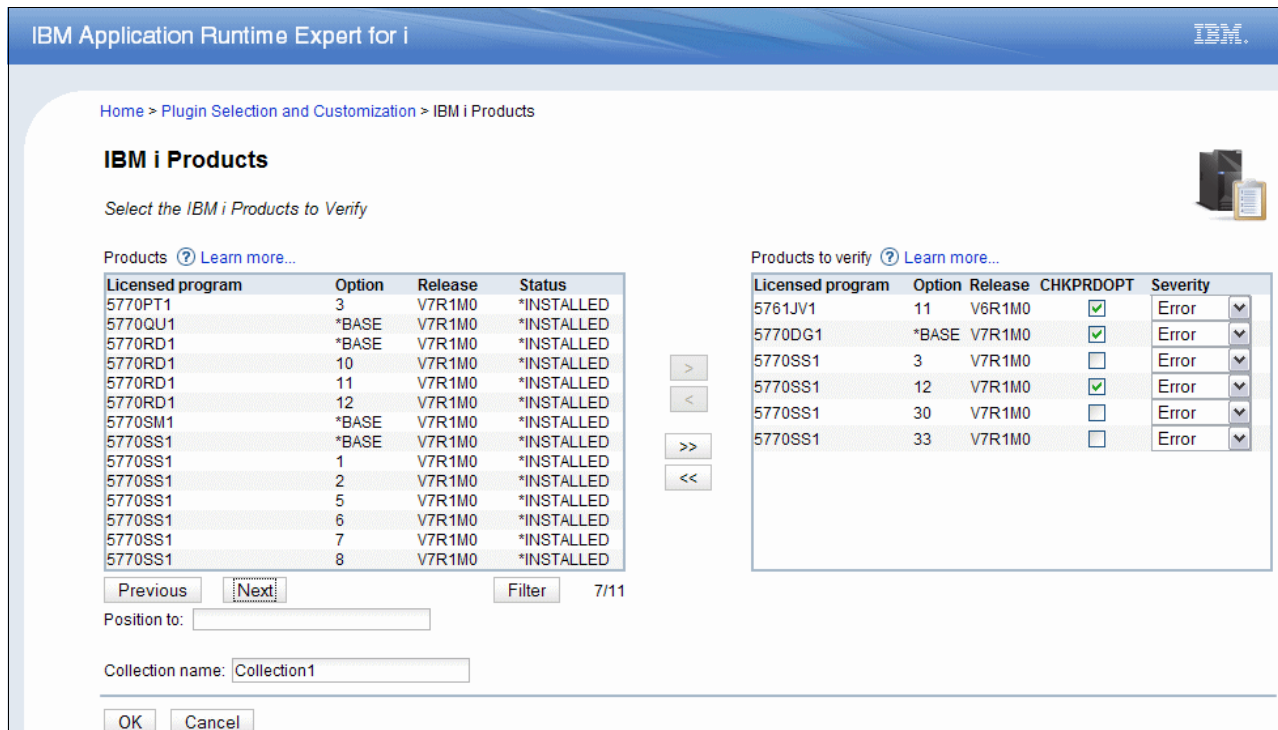 IBM Application Runtime Expert for i
IBM.
Home > Plugin Selection and Customization > IBM i Products
IBM i Products
Select the IBM i Products to Verify
Products ? Learn more...
Licensed program Option Release Status
5770PT1 3 V7R1M0 *INSTALLED
5770QU1 *BASE V7R1M0 *INSTALLED
5770RD1 *BASE V7R1M0 *INSTALLED
5770RD1 10 V7R1M0 *INSTALLED
5770RD1 11 V7R1M0 *INSTALLED
5770RD1 12 V7R1M0 *INSTALLED
5770SM1 *BASE V7R1M0 *INSTALLED
5770SS1 *BASE V7R1M0 *INSTALLED
5770SS1 1 V7R1M0 *INSTALLED
5770SS1 2 V7R1M0 *INSTALLED
5770SS1 5 V7R1M0 *INSTALLED
5770SS1 6 V7R1M0 *INSTALLED
5770SS1 7 V7R1M0 *INSTALLED
5770SS1 8 V7R1M0 *INSTALLED
Previous Next Filter 7/11
Position to:
>
<
>>
<<
Products to verify ? Learn more...
Licensed program Option Release CHKPRDOPT Severity
5761JV1 11 V6R1M0 Error
5770DG1 *BASE V7R1M0 Error
5770SS1 3 V7R1M0 Error
5770SS1 12 V7R1M0 Error
5770SS1 30 V7R1M0 Error
5770SS1 33 V7R1M0 Error
Collection name: Collection1
OK Cancel